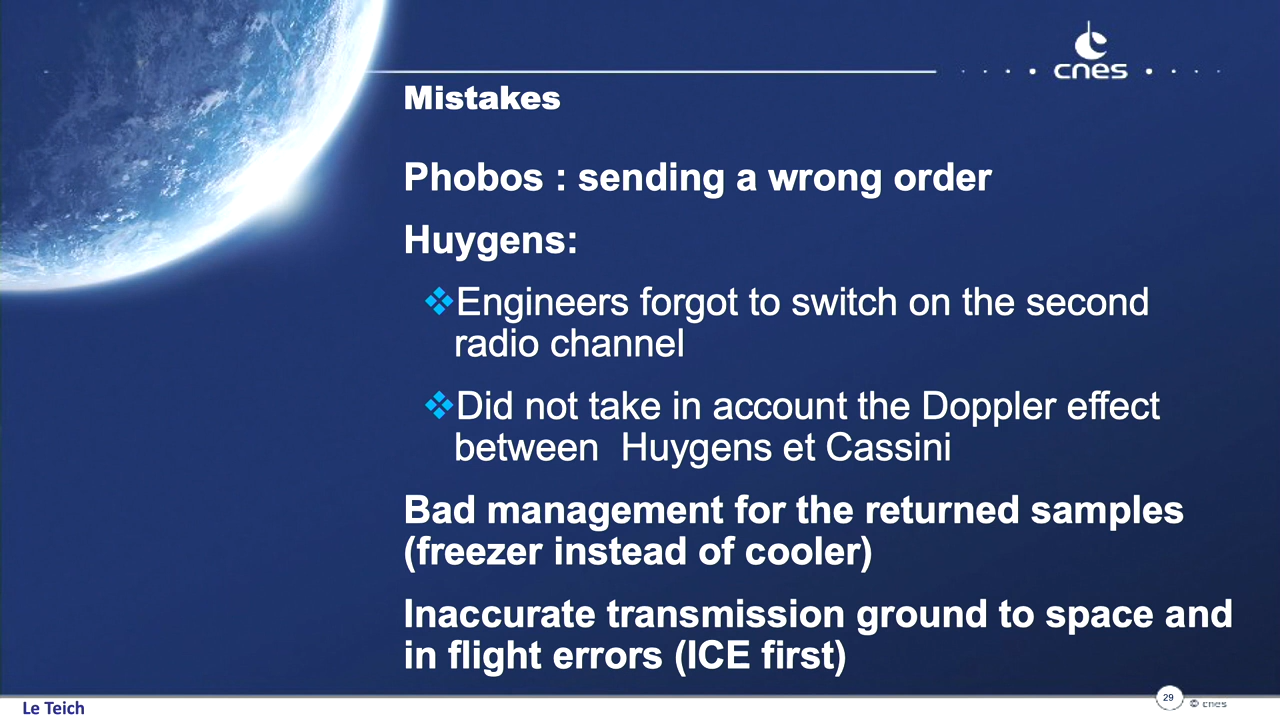 cnes
Mistakes
Phobos : sending a wrong order
Huygens:
❖Engineers forgot to switch on the second
radio channel
❖Did not take in account the Doppler effect
between  Huygens et Cassini
Bad management for the returned samples
(freezer instead of cooler)
Inaccurate transmission ground to space and
in flight errors (ICE first)
Le Teich
29
© cnes